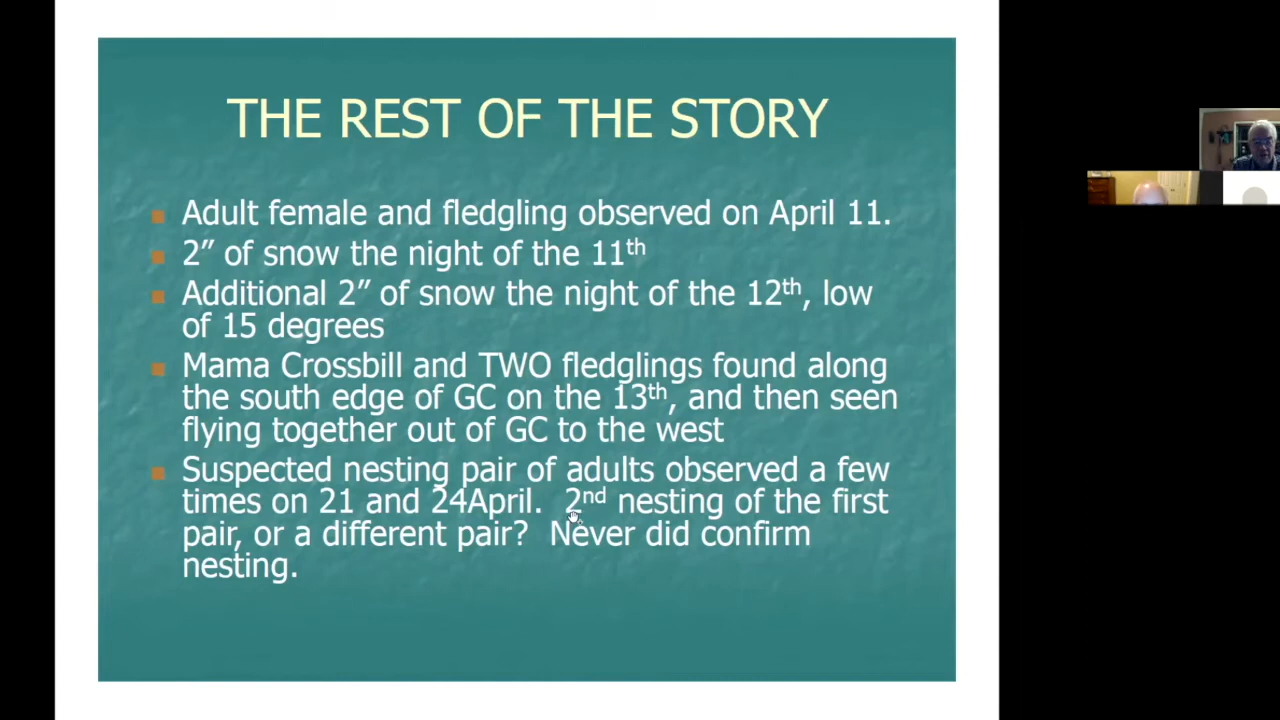 THE REST OF THE STORY
Adult female and fledgling observed on April 11.
2” of snow the night of the 11th
Additional 2” of snow the night of the 12th, low
of 15 degrees
Mama Crossbill and TWO fledglings found along
the south edge of GC on the 13th, and then seen
flying together out of GC to the west
Suspected nesting pair of adults observed a few
times on 21 and 24April.  2nd nesting of the first
pair, or a different pair?  Never did confirm
nesting.